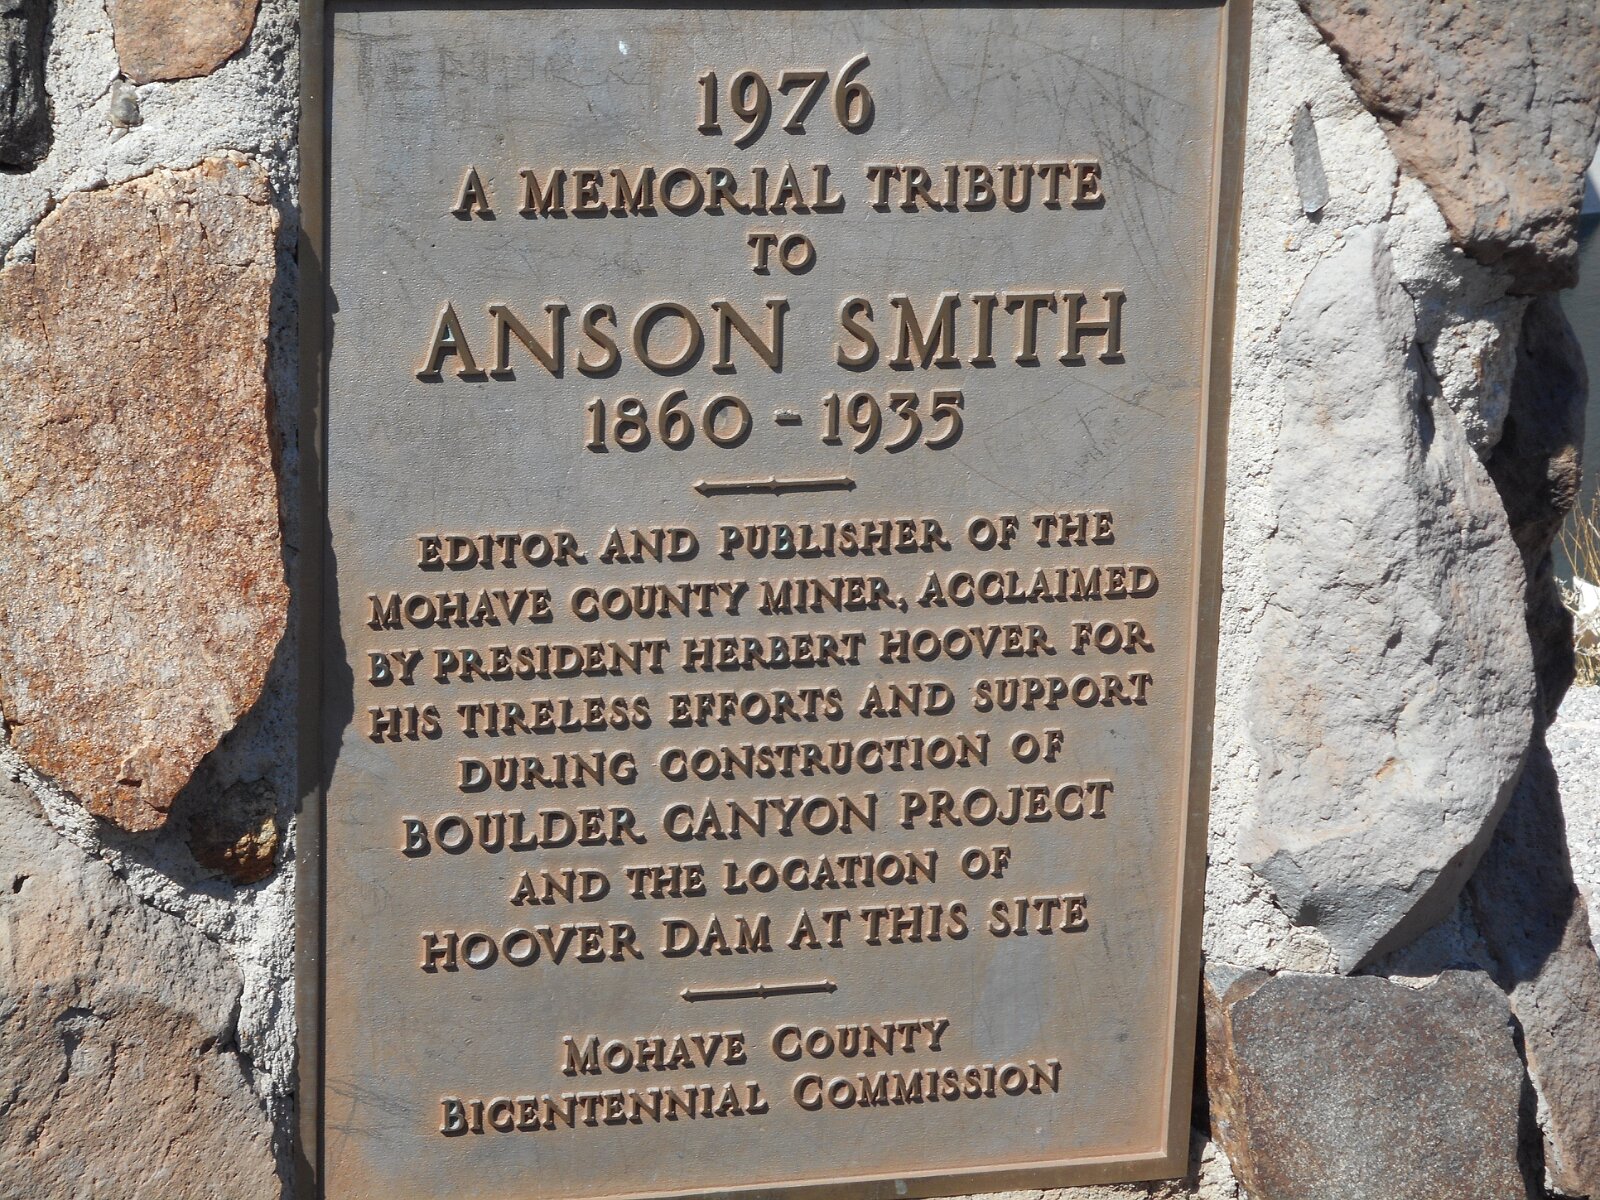 1976
A MEMORIAL TRIBUTE
TO
ANSON SMITH
1860 - 1935
EDITOR AND PUBLISHER OF THE
MOHAVE COUNTY MINER, ACCLAIMED
BY PRESIDENT HERBERT HOOVER FOR
HIS TIRELESS EFFORTS AND SUPPORT
DURING CONSTRUCTION OF
BOULDER CANYON PROJECT
AND THE LOCATION OF
HOOVER DAM AT THIS SITE
MOHAVE COUNTY
BICENTENNIAL COMMISSION